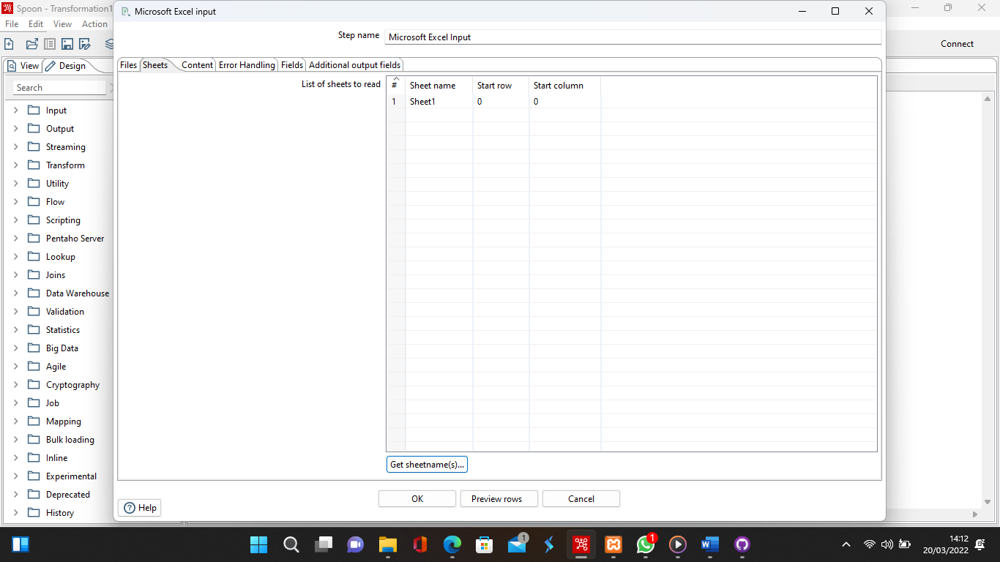 Spoon - Transformation1
Microsoft Excel input
File Edit View Action
Step name Microsoft Excel Input
Connect
View Design
Files Sheets Content Error Handling Fields Additional output fields
Search
List of sheets to read
# Sheet name Start row Start column
1 Sheet1 0 0
Input
Output
Streaming
Transform
Utility
Flow
Scripting
Pentaho Server
Lookup
Joins
Data Warehouse
Validation
Statistics
Big Data
Agile
Cryptography
Job
Mapping
Bulk loading
Inline
Experimental
Deprecated
History
Get sheetname(s)...
OK Preview rows Cancel
Help
1
1
14:12
20/03/2022